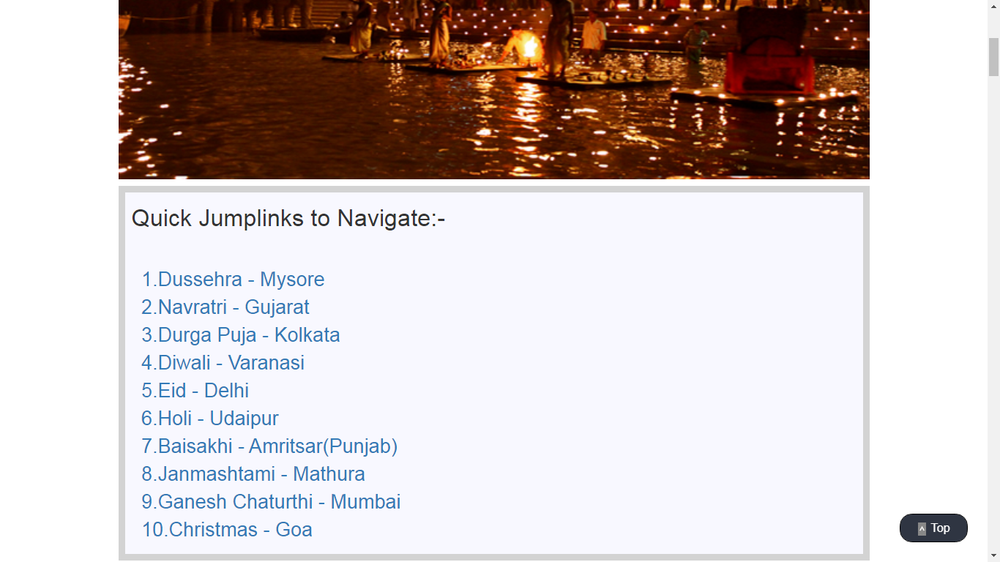 Quick Jumplinks to Navigate:-
1.Dussehra - Mysore
2.Navratri - Gujarat
3.Durga Puja - Kolkata
4.Diwali - Varanasi
5.Eid - Delhi
6.Holi - Udaipur
7.Baisakhi - Amritsar(Punjab)
8.Janmashtami - Mathura
9.Ganesh Chaturthi - Mumbai
10.Christmas - Goa
^ Top